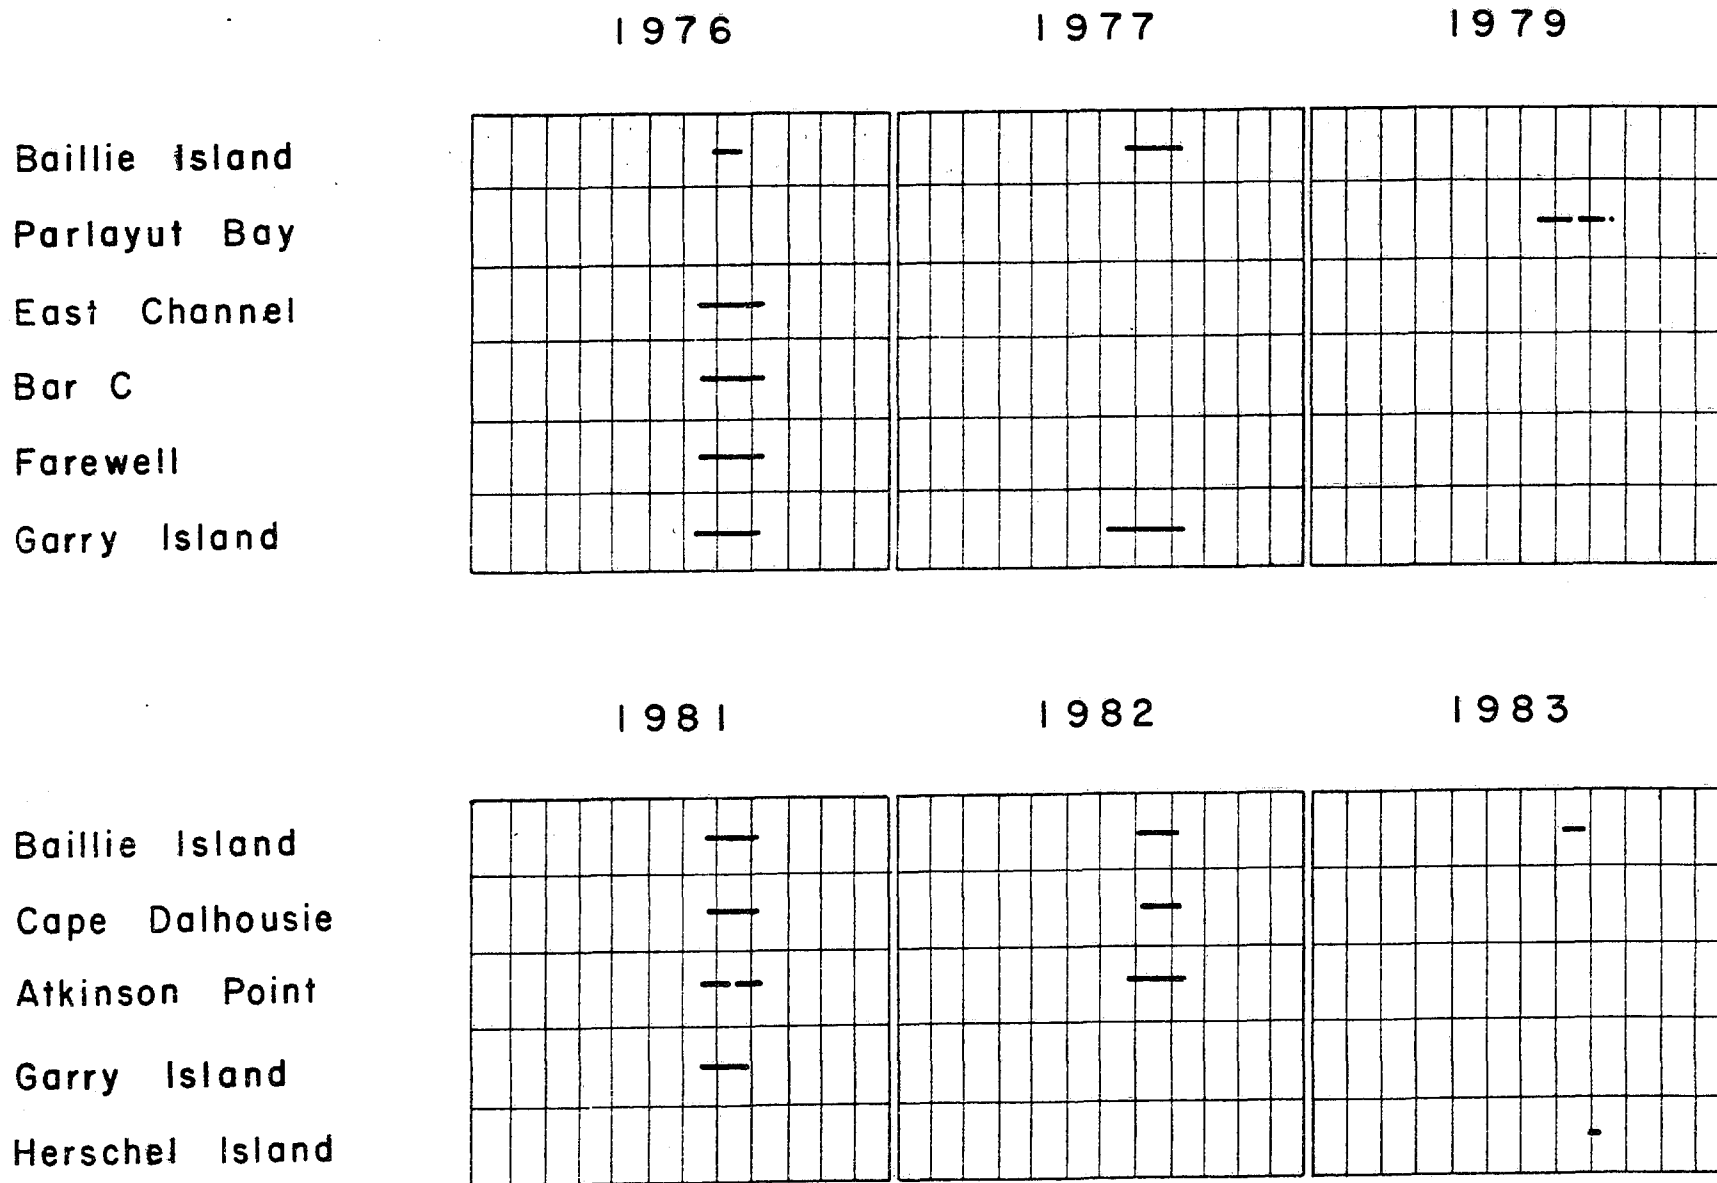 1976 1977 1979
Baillie Island
Parlayut Bay
East Channel
Bar C
Farewell
Garry Island
1981 1982 1983
Baillie Island
Cape Dalhousie
Atkinson Point
Garry Island
Herschel Island